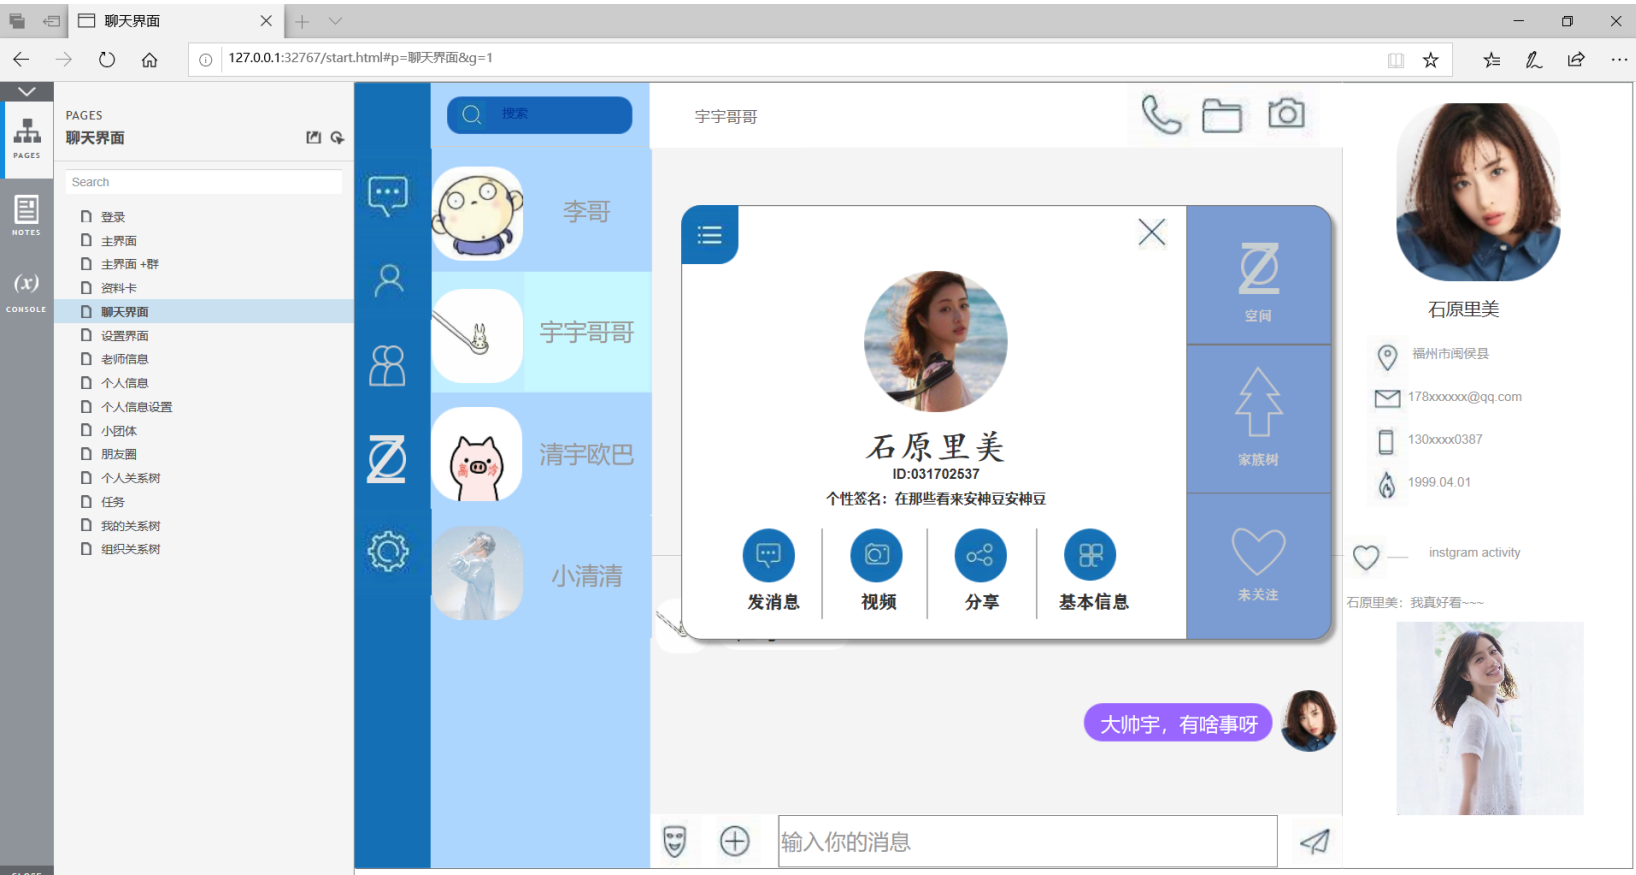 聊天界面
127.0.0.1:32767/start.html#p=聊天界面&g=1
PAGES
NOTES
(x)
CONSOLE
CLOSE
PAGES
聊天界面
Search
登录
主界面
主界面 +群
资料卡
聊天界面
设置界面
老师信息
个人信息
个人信息设置
小团体
朋友圈
个人关系树
任务
我的关系树
组织关系树
搜索
李哥
宇宇哥哥
清宇欧巴
小清清
宇宇哥哥
石原里美
ID:031702537
个性签名：在那些看来安神豆安神豆
发消息
视频
分享
基本信息
空间
家族树
未关注
大帅宇，有啥事呀
输入你的消息
石原里美
福州市闽侯县
178xxxxxx@qq.com
130xxxx0387
1999.04.01
instgram activity
石原里美：我真好看~~~